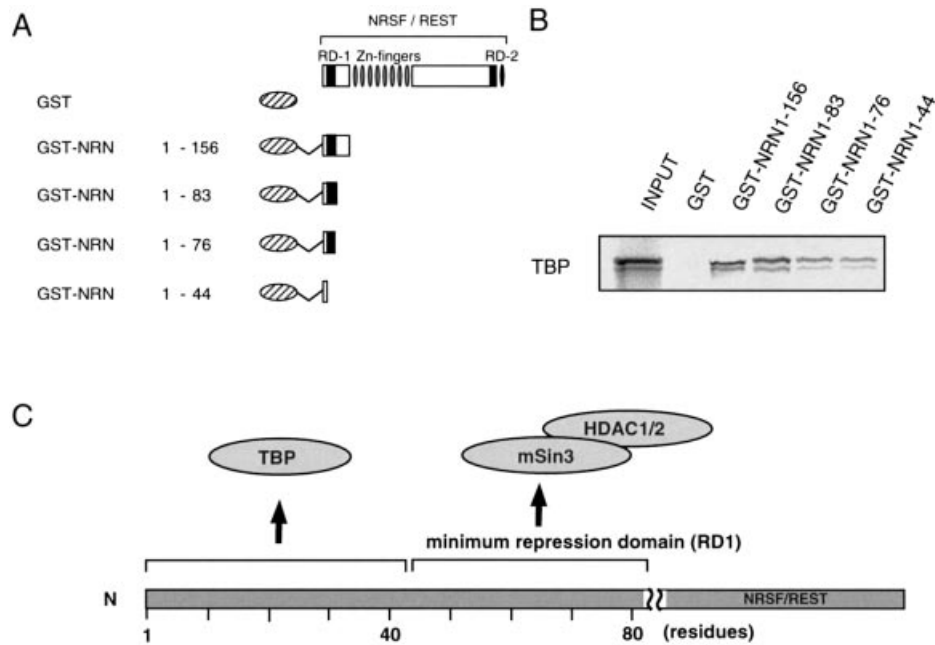 A
NRSF / REST
RD-1 Zn-fingers RD-2
GST
GST-NRN 1 - 156
GST-NRN 1 - 83
GST-NRN 1 - 76
GST-NRN 1 - 44
B
INPUT
GST
GST-NRN1-156
GST-NRN1-83
GST-NRN1-76
GST-NRN1-44
TBP
C
TBP
HDAC1/2
mSin3
minimum repression domain (RD1)
N
NRSF/REST
1 40 80 (residues)